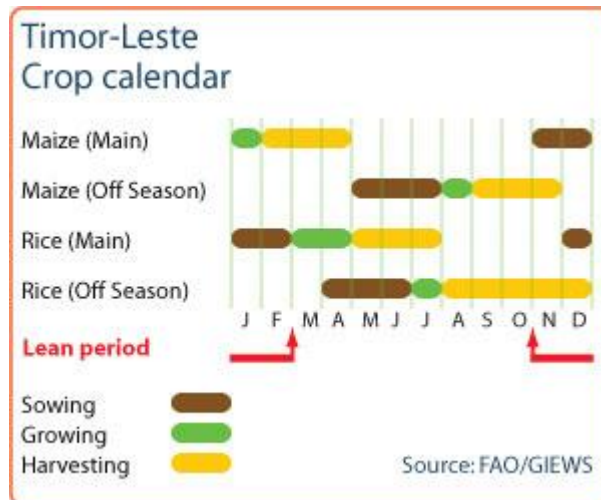 Timor-Leste
Crop calendar
Maize (Main)
Maize (Off Season)
Rice (Main)
Rice (Off Season)
J F M A M J J A S O N D
Lean period
Sowing
Growing
Harvesting
Source: FAO/GIEWS